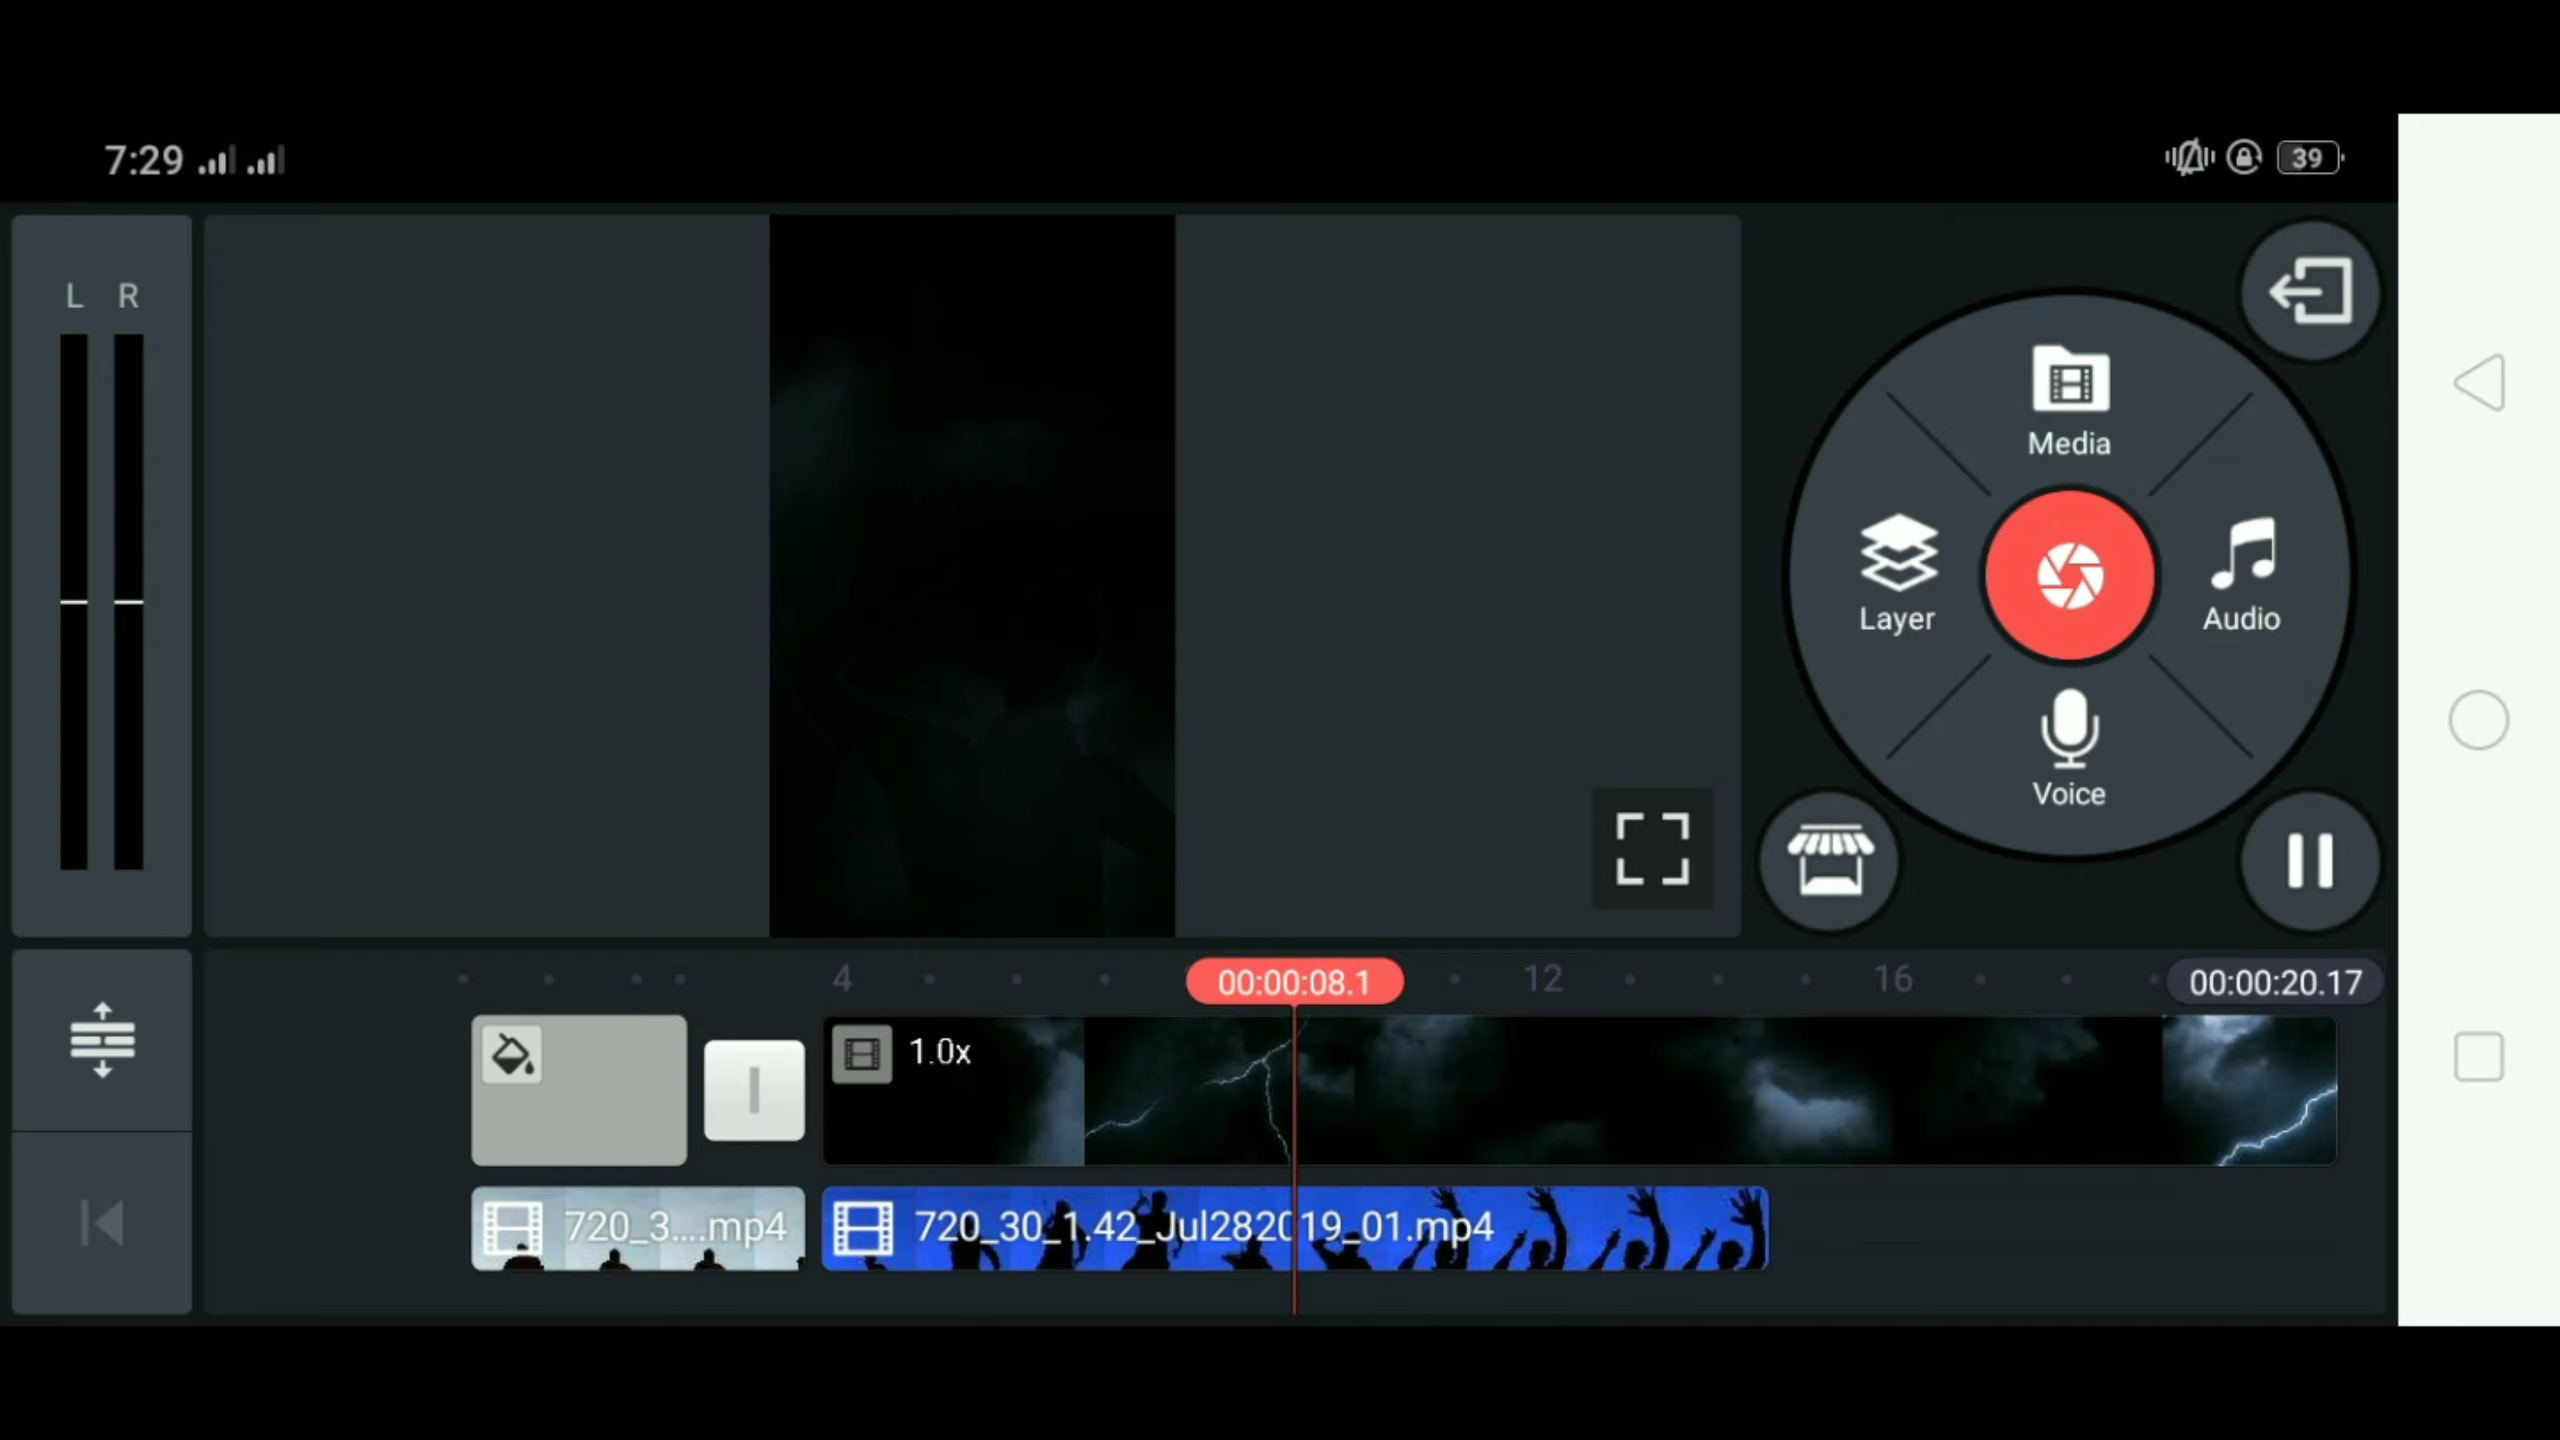 7:29
39
L R
Media
Layer
Audio
Voice
4
00:00:08.1
12
16
00:00:20.17
1.0x
720_3....mp4
720_30_1.42_Jul282019_01.mp4